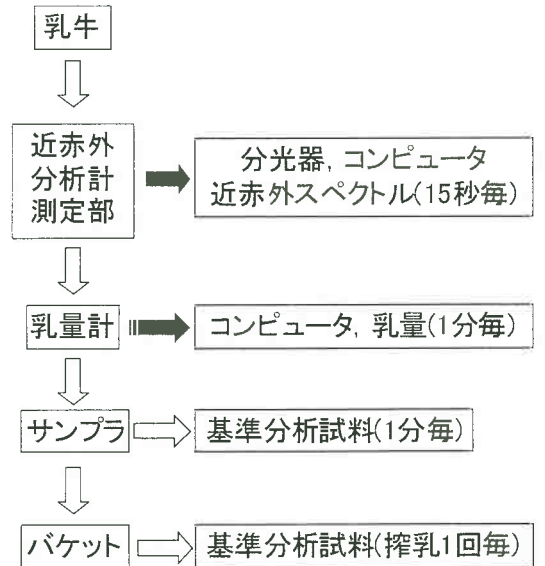 乳牛
近赤外
分析計
測定部
分光器, コンピュータ
近赤外スペクトル(15秒毎)
乳量計
コンピュータ, 乳量(1分毎)
サンプラ
基準分析試料(1分毎)
バケット
基準分析試料(搾乳1回毎)